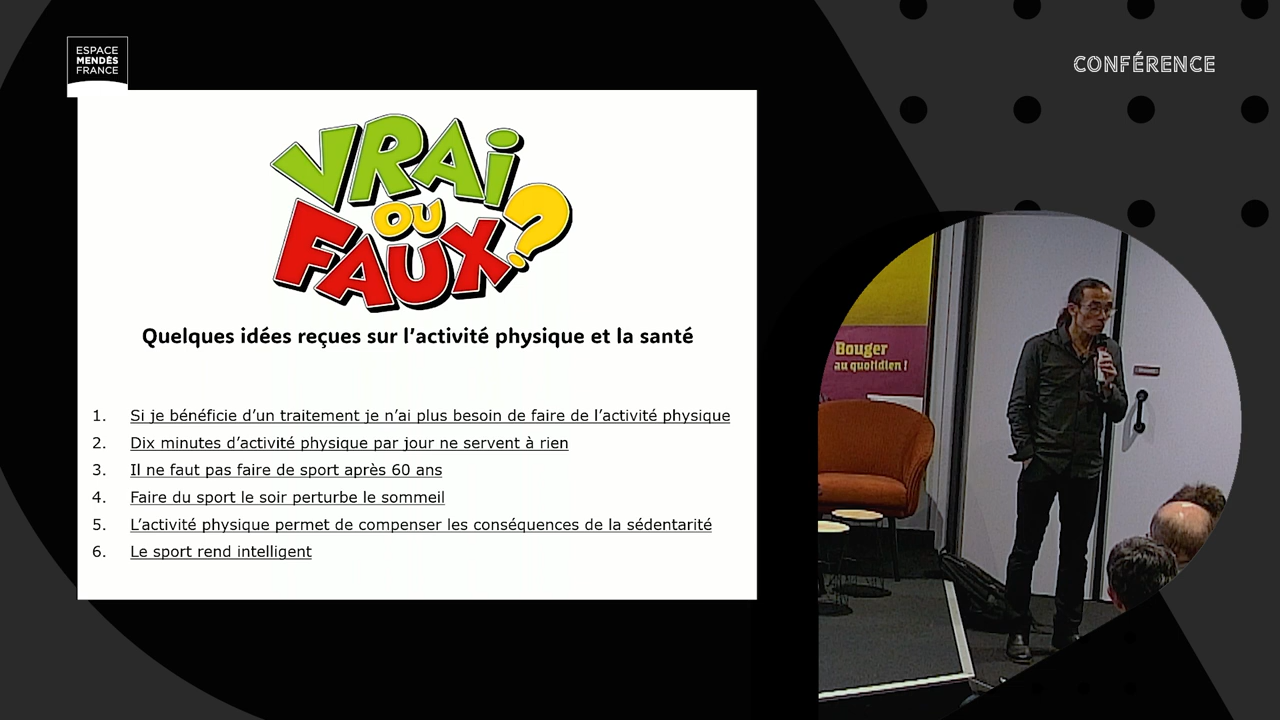 ESPACE
MENDÈS
FRANCE
CONFÉRENCE
VRAi
OU
FAUX?
Quelques idées reçues sur l'activité physique et la santé
1. Si je bénéficie d'un traitement je n'ai plus besoin de faire de l'activité physique
2. Dix minutes d'activité physique par jour ne servent à rien
3. Il ne faut pas faire de sport après 60 ans
4. Faire du sport le soir perturbe le sommeil
5. L'activité physique permet de compenser les conséquences de la sédentarité
6. Le sport rend intelligent
Bouger
au quotidien !